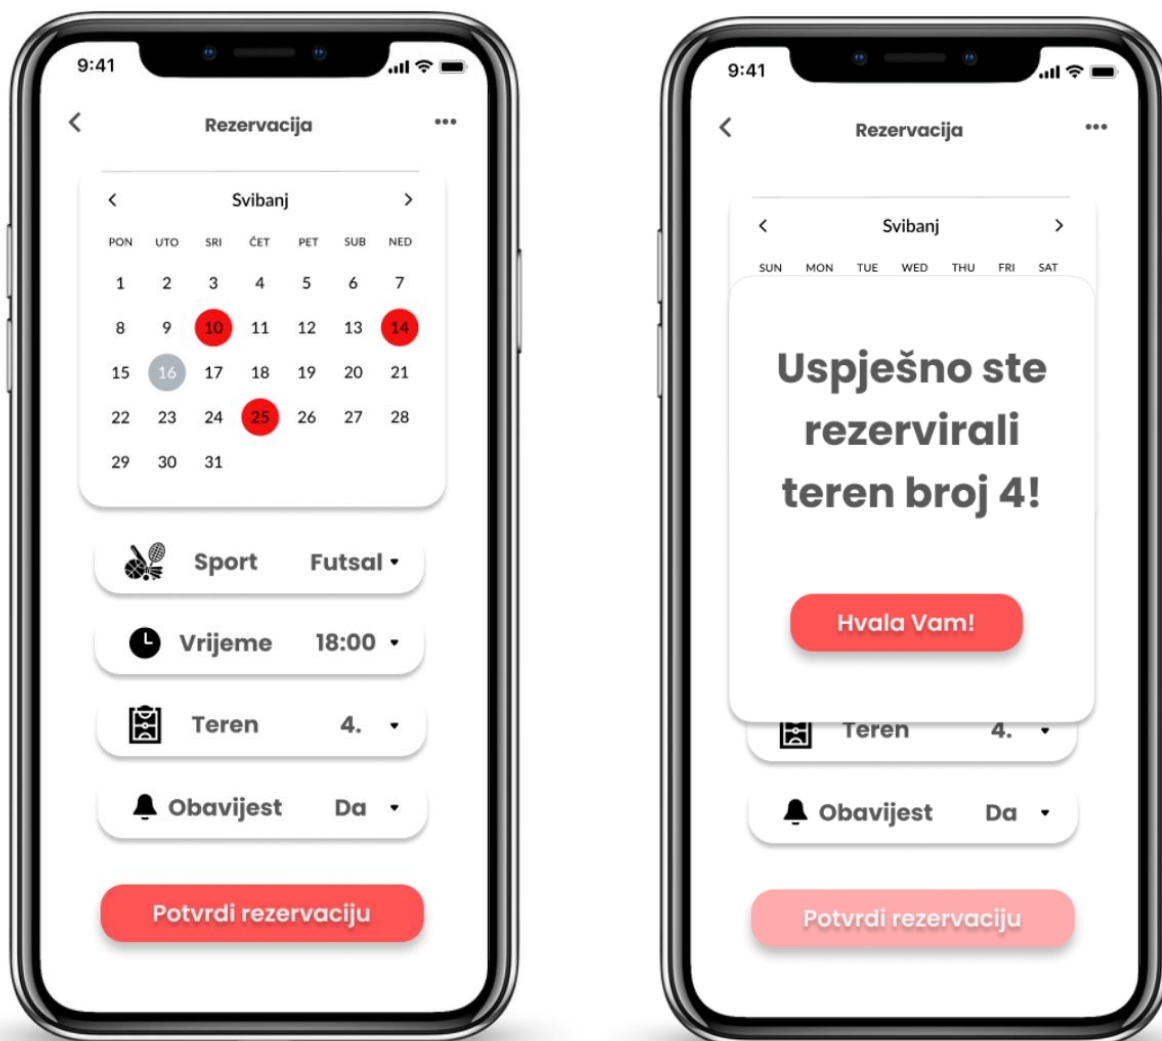 9:41
Rezervacija
Svibanj
PON UTO SRI ČET PET SUB NED
1 2 3 4 5 6 7
8 9 10 11 12 13 14
15 16 17 18 19 20 21
22 23 24 25 26 27 28
29 30 31
Sport Futsal
Vrijeme 18:00
Teren 4.
Obavijest Da
Potvrdi rezervaciju
9:41
Rezervacija
Svibanj
SUN MON TUE WED THU FRI SAT
Uspješno ste
rezervirali
teren broj 4!
Hvala Vam!
Teren 4.
Obavijest Da
Potvrdi rezervaciju